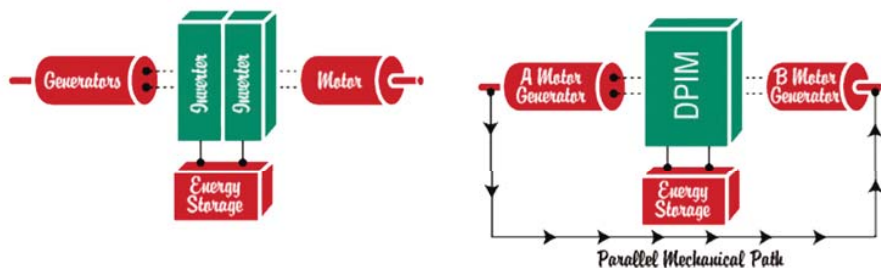 Generators
Inverter
Inverter
Motor
Energy
Storage
A Motor
Generator
DPIM
B Motor
Generator
Energy
Storage
Parallel Mechanical Path